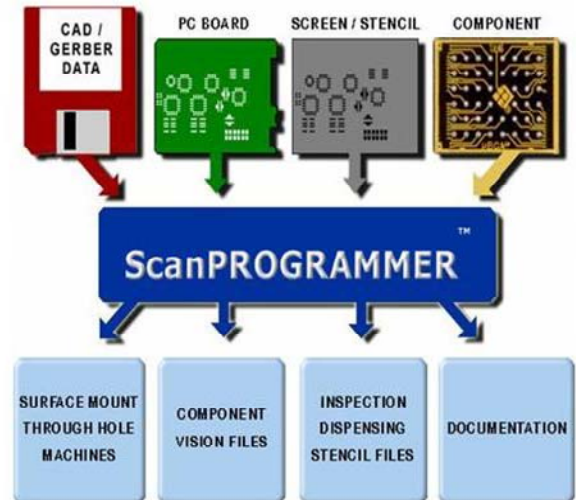 CAD /
GERBER
DATA
PC BOARD
SCREEN / STENCIL
COMPONENT
ScanPROGRAMMER ™
SURFACE MOUNT
THROUGH HOLE
MACHINES
COMPONENT
VISION FILES
INSPECTION
DISPENSING
STENCIL FILES
DOCUMENTATION